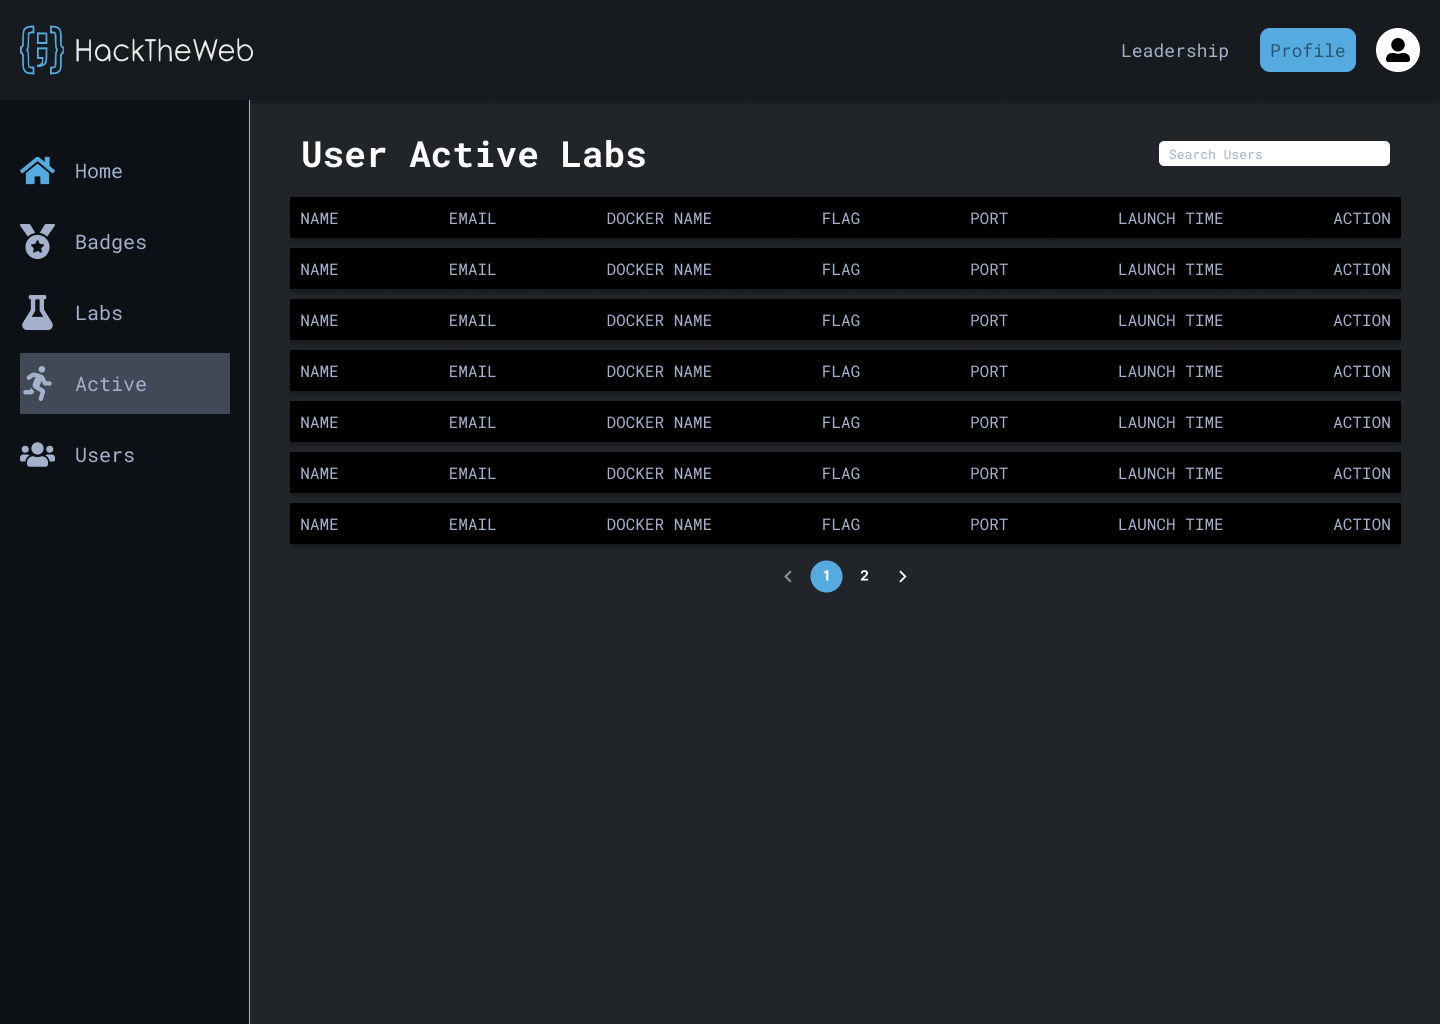 HackTheWeb
Leadership
Profile
Home
Badges
Labs
Active
Users
User Active Labs
Search Users
NAME EMAIL DOCKER NAME FLAG PORT LAUNCH TIME ACTION
NAME EMAIL DOCKER NAME FLAG PORT LAUNCH TIME ACTION
NAME EMAIL DOCKER NAME FLAG PORT LAUNCH TIME ACTION
NAME EMAIL DOCKER NAME FLAG PORT LAUNCH TIME ACTION
NAME EMAIL DOCKER NAME FLAG PORT LAUNCH TIME ACTION
NAME EMAIL DOCKER NAME FLAG PORT LAUNCH TIME ACTION
NAME EMAIL DOCKER NAME FLAG PORT LAUNCH TIME ACTION
1 2